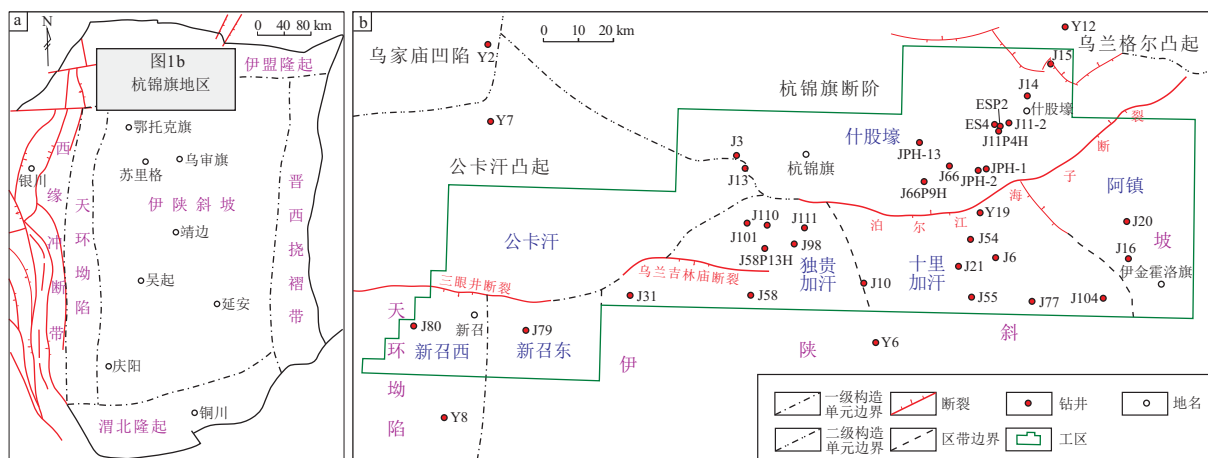 a
N
0 40 80 km
图1b
杭锦旗地区
伊盟隆起
鄂托克旗
乌审旗
苏里格
银川
西缘冲断带
天环坳陷
伊陕斜坡
晋西挠褶带
靖边
吴起
延安
庆阳
铜川
渭北隆起
b
0 10 20 km
乌家庙凹陷
Y2
Y12
乌兰格尔凸起
J15
杭锦旗断阶
J14
什股壕
ESP2
ES4
J11-2
J11P4H
Y7
什股壕
公卡汗凸起
J3
杭锦旗
JPH-13
J13
J66
JPH-1
JPH-2
J66P9H
阿镇
泊尔江海子断裂
Y19
J20
J110
J111
J101
J98
J58P13H
J54
J6
J16
公卡汗
独贵
加汗
十里
加汗
J21
伊金霍洛旗
乌兰吉林庙断裂
三眼井断裂
J10
J31
J58
J55
J77
J104
J80
新召
J79
Y6
新召西
新召东
天环坳陷
伊陕斜坡
Y8
一级构造
单元边界
断裂
钻井
地名
二级构造
单元边界
区带边界
工区